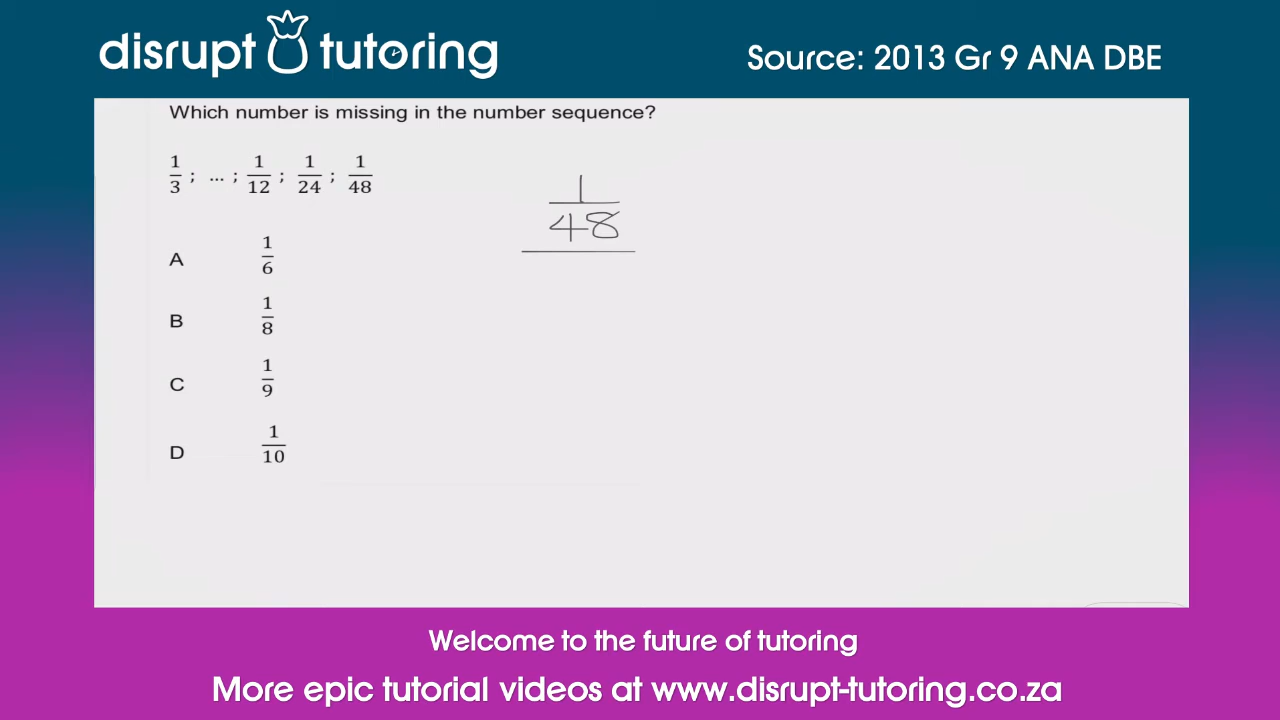 disrupt tutoring
Source: 2013 Gr 9 ANA DBE
Which number is missing in the number sequence?
1/3 ; ... ; 1/12 ; 1/24 ; 1/48
1/48
A 1/6
B 1/8
C 1/9
D 1/10
Welcome to the future of tutoring
More epic tutorial videos at www.disrupt-tutoring.co.za